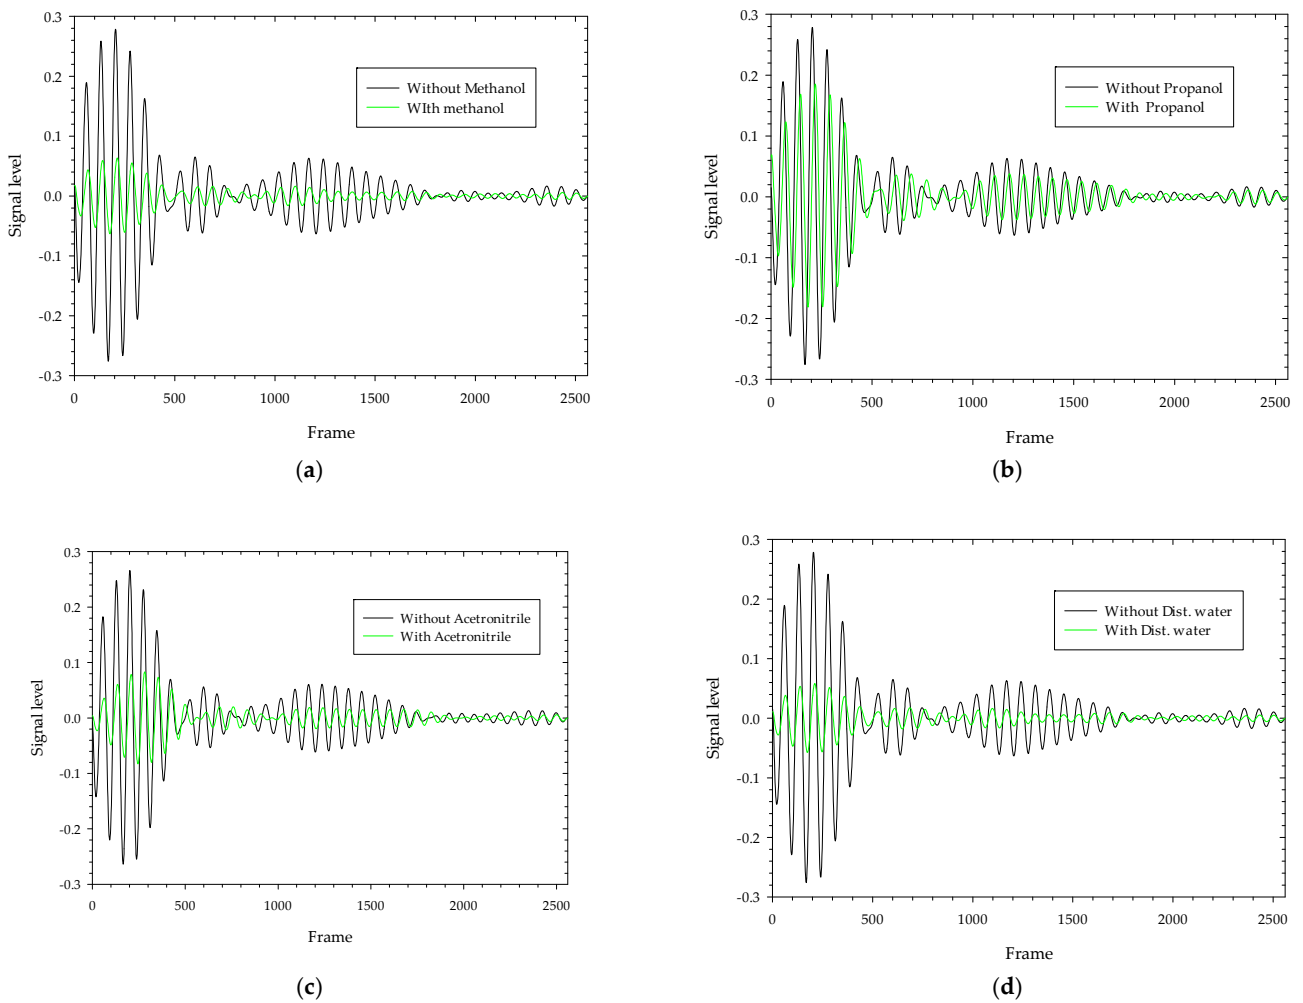 0.3
0.2
0.1
0.0
-0.1
-0.2
-0.3
Signal level
Without Methanol
WIth methanol
0 500 1000 1500 2000 2500
Frame
(a)
0.3
0.2
0.1
0.0
-0.1
-0.2
-0.3
Signal level
Without Propanol
With Propanol
0 500 1000 1500 2000 2500
Frame
(b)
0.3
0.2
0.1
0.0
-0.1
-0.2
-0.3
Signal level
Without Acetronitrile
With Acetronitrile
0 500 1000 1500 2000 2500
Frame
(c)
0.3
0.2
0.1
0.0
-0.1
-0.2
-0.3
Signal level
Without Dist. water
With Dist. water
0 500 1000 1500 2000 2500
Frame
(d)